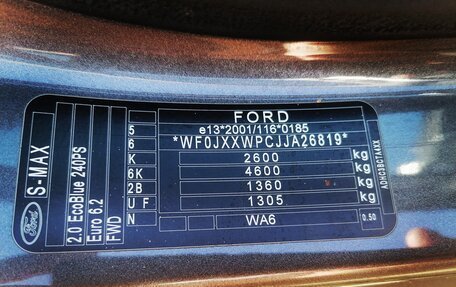 FORD
5 e13*2001/116*0185
6 *WF0JXXWPCJJA26819*
K 2600 kg
6K 4600 kg
2B 1360 kg
U F 1305 kg
N WA6 0.50
Ford
S-MAX
2.0 EcoBlue 240PS
Euro 6.2
FWD